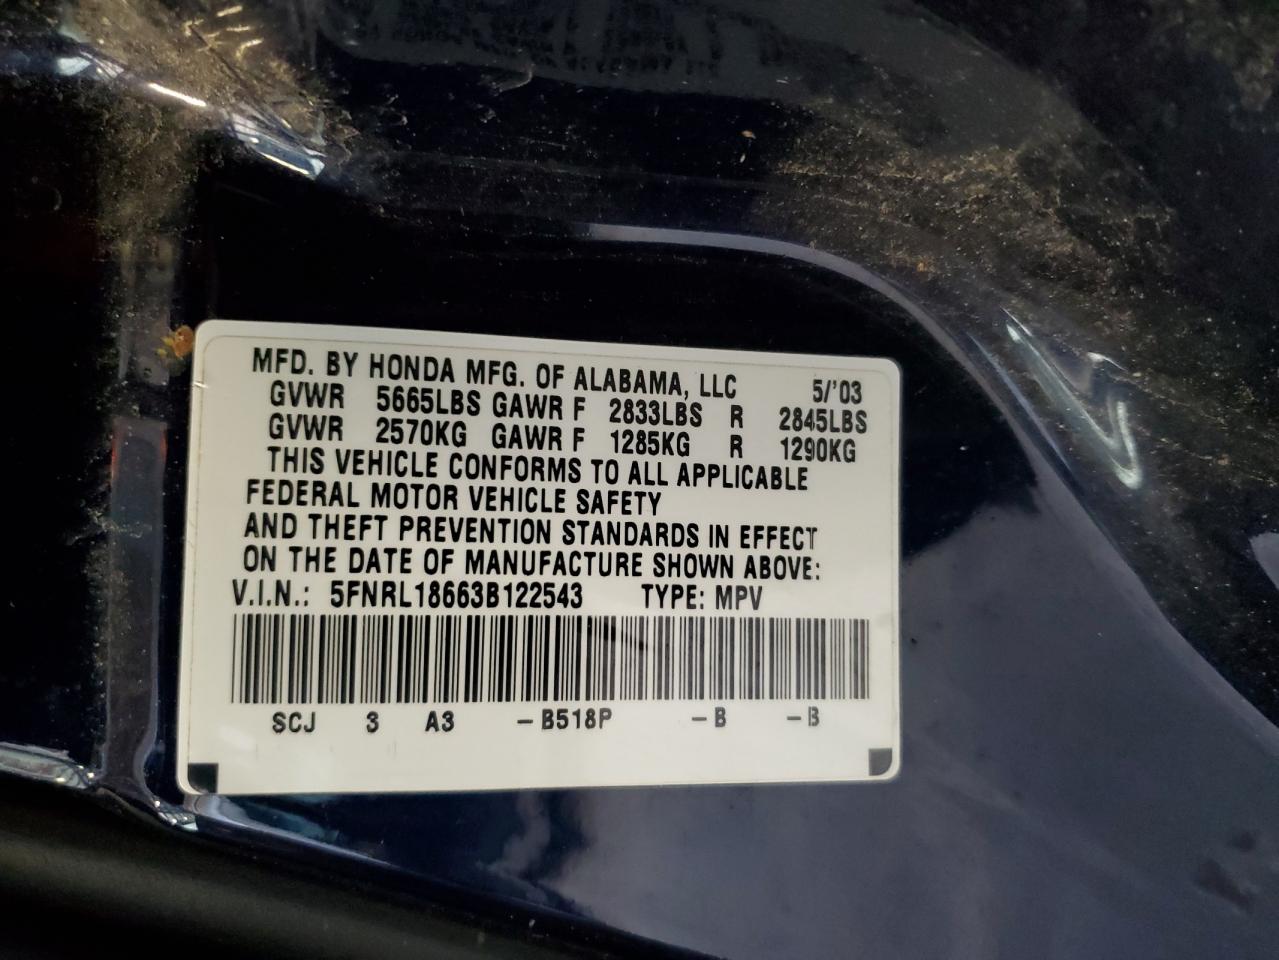 MFD. BY HONDA MFG. OF ALABAMA, LLC 5/'03
GVWR 5665LBS GAWR F 2833LBS R 2845LBS
GVWR 2570KG GAWR F 1285KG R 1290KG
THIS VEHICLE CONFORMS TO ALL APPLICABLE
FEDERAL MOTOR VEHICLE SAFETY
AND THEFT PREVENTION STANDARDS IN EFFECT
ON THE DATE OF MANUFACTURE SHOWN ABOVE:
V.I.N.: 5FNRL18663B122543 TYPE: MPV
SCJ 3 A3 -B518P -B -B